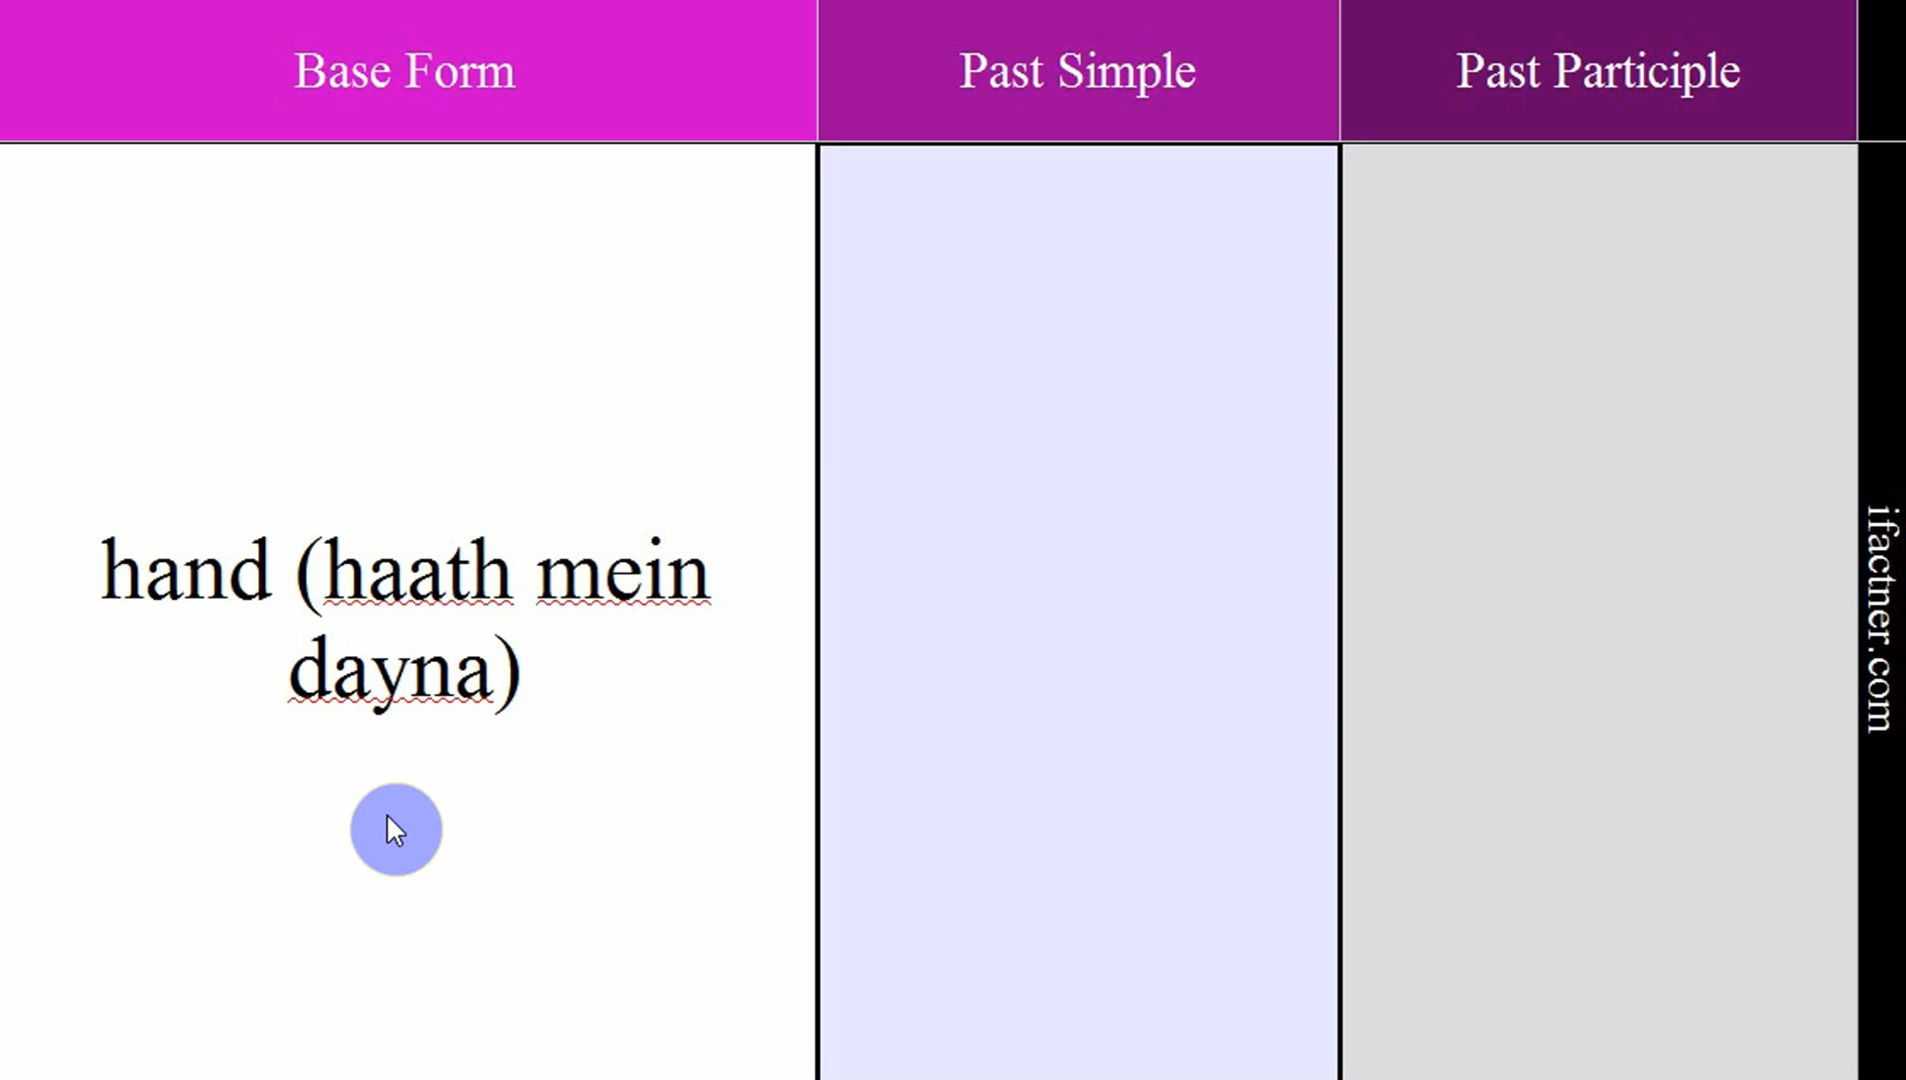 Base Form
Past Simple
Past Participle
hand (haath mein
dayna)
ifactner.com